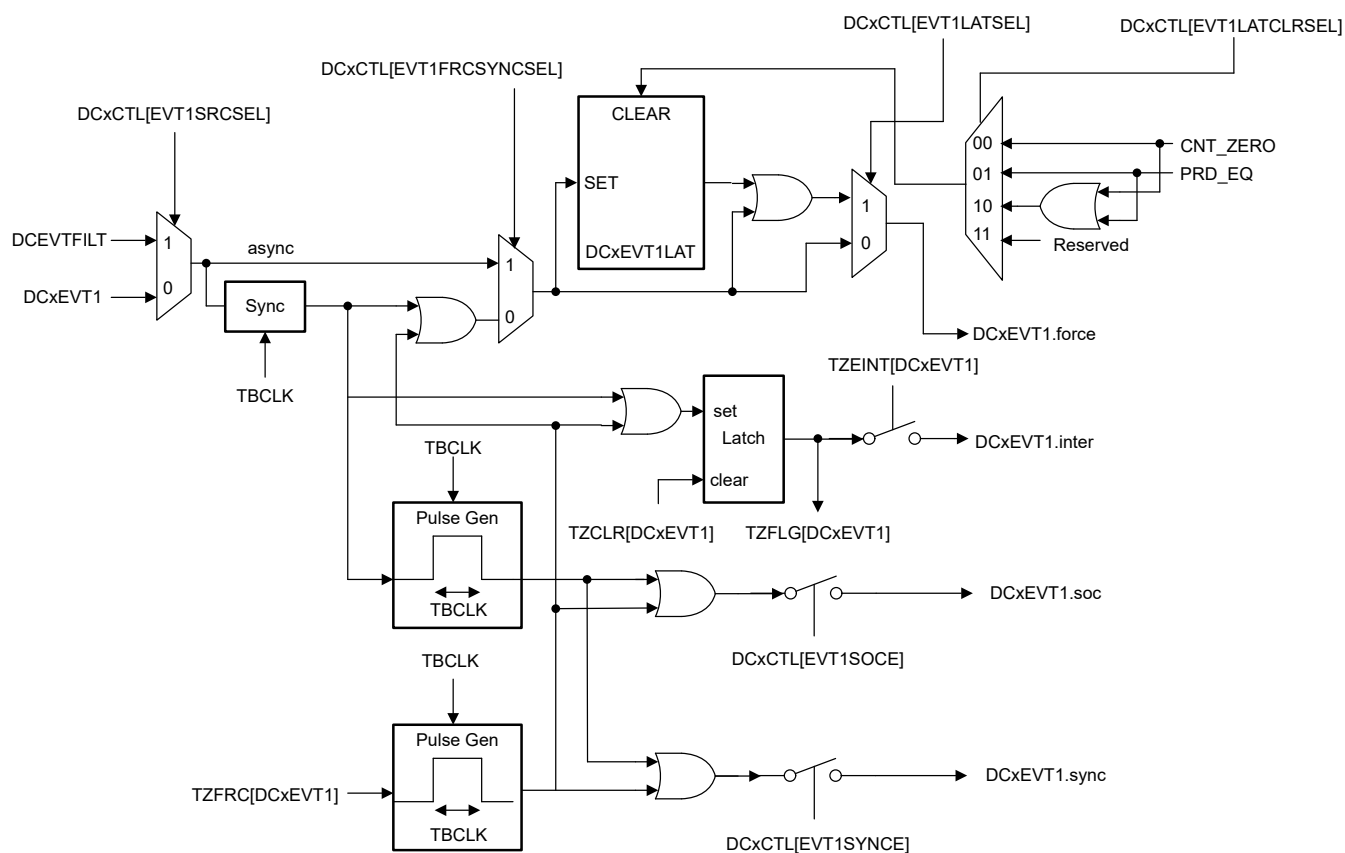 DCxCTL[EVT1LATSEL]
DCxCTL[EVT1LATCLRSEL]
DCxCTL[EVT1FRCSYNCSEL]
DCxCTL[EVT1SRCSEL]
CLEAR
00
CNT_ZERO
SET
01
PRD_EQ
1
10
DCEVTFILT
1
async
11
Reserved
0
DCxEVT1LAT
1
DCxEVT1
0
Sync
0
DCxEVT1.force
TBCLK
TZEINT[DCxEVT1]
set
Latch
DCxEVT1.inter
TBCLK
clear
Pulse Gen
TZCLR[DCxEVT1]
TZFLG[DCxEVT1]
TBCLK
DCxEVT1.soc
DCxCTL[EVT1SOCE]
TBCLK
Pulse Gen
DCxEVT1.sync
TZFRC[DCxEVT1]
TBCLK
DCxCTL[EVT1SYNCE]